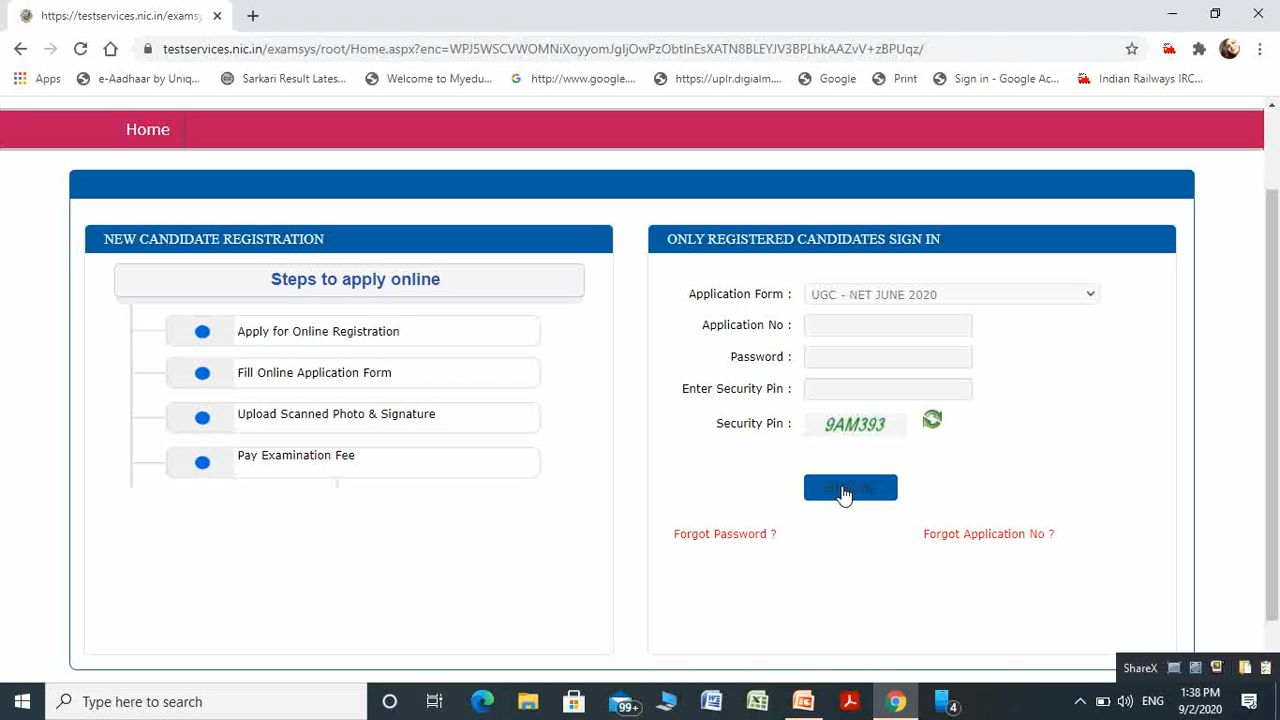 https://testservices.nic.in/examsy
testservices.nic.in/examsys/root/Home.aspx?enc=WPJ5WSCVWOMNiXoyyomJgIjOwPzObtInEsXATN8BLEYJV3BPLhkAAZvV+zBPUqz/
Apps e-Aadhaar by Uniq... Sarkari Result Lates... Welcome to Myedu... http://www.google.... https://uplr.digialm.... Google Print Sign in - Google Ac... Indian Railways IRC...
Home
NEW CANDIDATE REGISTRATION
Steps to apply online
Apply for Online Registration
Fill Online Application Form
Upload Scanned Photo & Signature
Pay Examination Fee
ONLY REGISTERED CANDIDATES SIGN IN
Application Form : UGC - NET JUNE 2020
Application No :
Password :
Enter Security Pin :
Security Pin : 9AM393
Forgot Password ? Forgot Application No ?
ShareX
Type here to search
99+
4
ENG
1:38 PM
9/2/2020